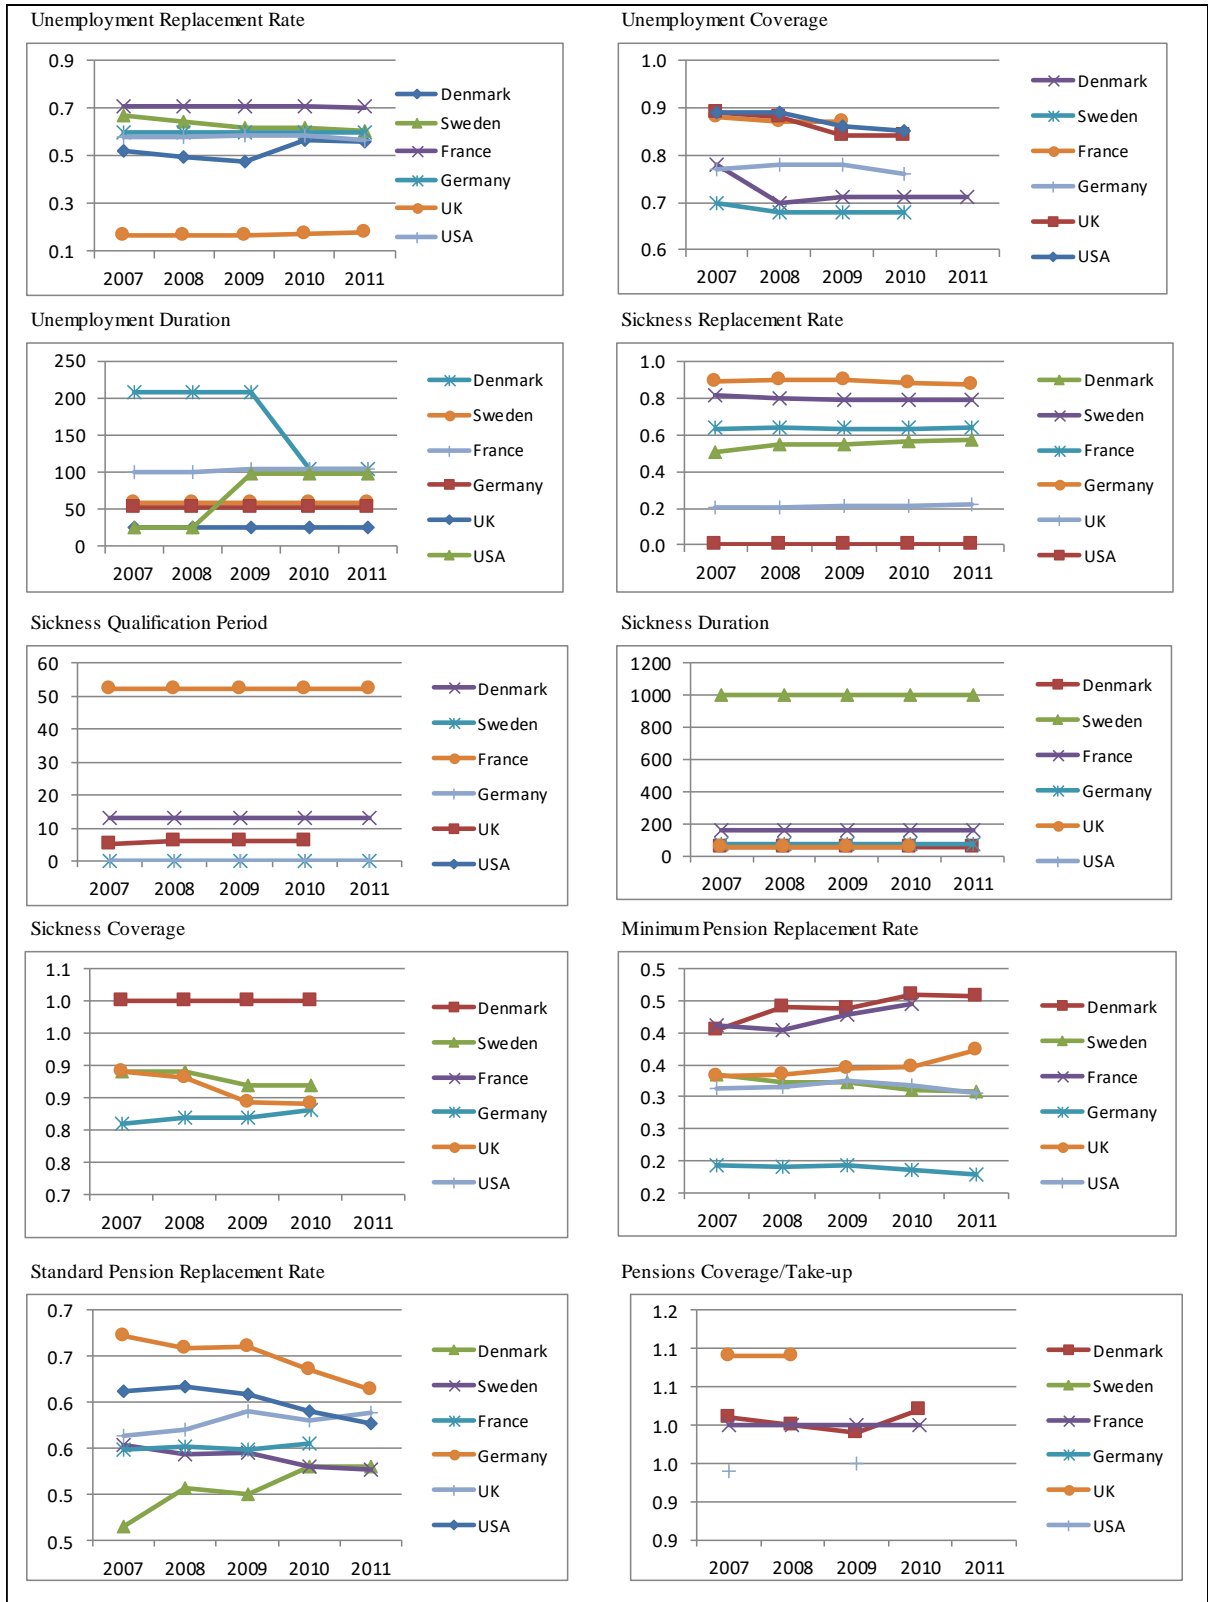 Unemployment Replacement Rate
0.9
0.7
0.5
0.3
0.1
2007 2008 2009 2010 2011
Denmark
Sweden
France
Germany
UK
USA
Unemployment Coverage
1.0
0.9
0.8
0.7
0.6
2007 2008 2009 2010 2011
Denmark
Sweden
France
Germany
UK
USA
Unemployment Duration
250
200
150
100
50
0
2007 2008 2009 2010 2011
Denmark
Sweden
France
Germany
UK
USA
Sickness Replacement Rate
1.0
0.8
0.6
0.4
0.2
0.0
2007 2008 2009 2010 2011
Denmark
Sweden
France
Germany
UK
USA
Sickness Qualification Period
60
50
40
30
20
10
0
2007 2008 2009 2010 2011
Denmark
Sweden
France
Germany
UK
USA
Sickness Duration
1200
1000
800
600
400
200
0
2007 2008 2009 2010 2011
Denmark
Sweden
France
Germany
UK
USA
Sickness Coverage
1.1
1.0
1.0
0.9
0.9
0.8
0.8
0.7
2007 2008 2009 2010 2011
Denmark
Sweden
France
Germany
UK
USA
Minimum Pension Replacement Rate
0.5
0.5
0.4
0.4
0.3
0.3
0.2
0.2
2007 2008 2009 2010 2011
Denmark
Sweden
France
Germany
UK
USA
Standard Pension Replacement Rate
0.7
0.7
0.6
0.6
0.5
0.5
2007 2008 2009 2010 2011
Denmark
Sweden
France
Germany
UK
USA
Pensions Coverage/Take-up
1.2
1.1
1.1
1.0
1.0
0.9
0.9
2007 2008 2009 2010 2011
Denmark
Sweden
France
Germany
UK
USA